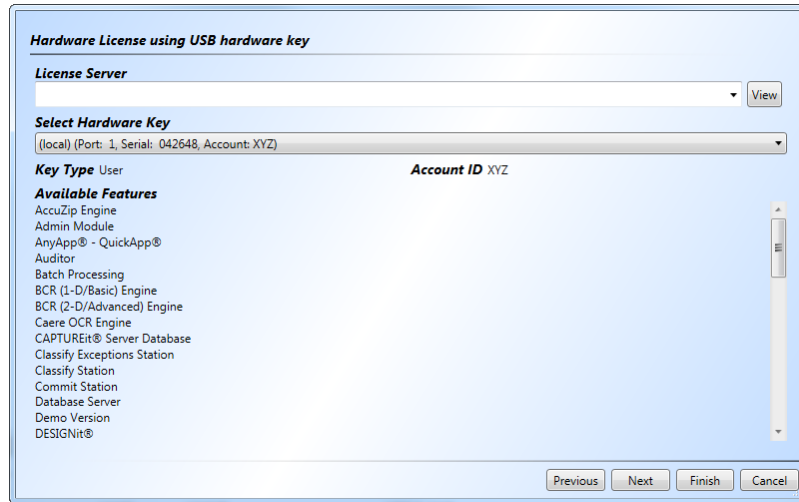 Hardware License using USB hardware key
License Server
View
Select Hardware Key
(local) (Port: 1, Serial: 042648, Account: XYZ)
Key Type User Account ID XYZ
Available Features
AccuZip Engine
Admin Module
AnyApp® - QuickApp®
Auditor
Batch Processing
BCR (1-D/Basic) Engine
BCR (2-D/Advanced) Engine
Caere OCR Engine
CAPTUREit® Server Database
Classify Exceptions Station
Classify Station
Commit Station
Database Server
Demo Version
DESIGNit®
Previous Next Finish Cancel